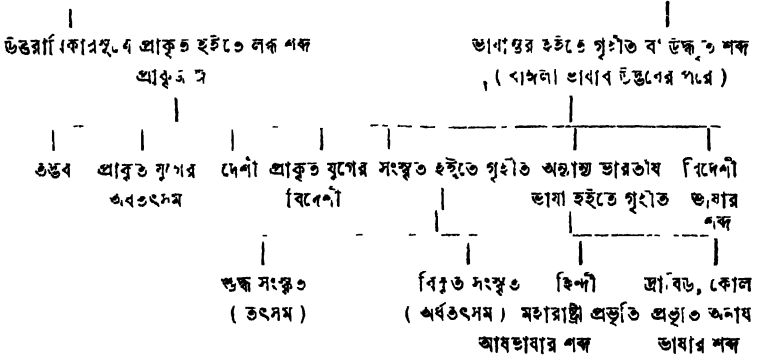 উত্তরাধিকারসূত্রে প্রাকৃত হইতে লব্ধ শব্দ
ভাষান্তর হইতে গৃহীত বা উদ্ধৃত শব্দ
প্রাকৃতজ
( বাঙ্গলা ভাষার উদ্ভবের পরে )
তদ্ভব প্রাকৃত যুগের দেশী প্রাকৃত যুগের সংস্কৃত হইতে গৃহীত অন্যান্য ভারতীয় বিদেশী
অর্ধতৎসম বিদেশী ভাষা হইতে গৃহীত ভাষার
শব্দ
শুদ্ধ সংস্কৃত বিকৃত সংস্কৃত হিন্দী দ্রাবিড, কোল
( তৎসম ) ( অর্ধতৎসম ) মহারাষ্ট্রী প্রভৃতি প্রভৃতি অনার্য
আর্যভাষার শব্দ ভাষার শব্দ